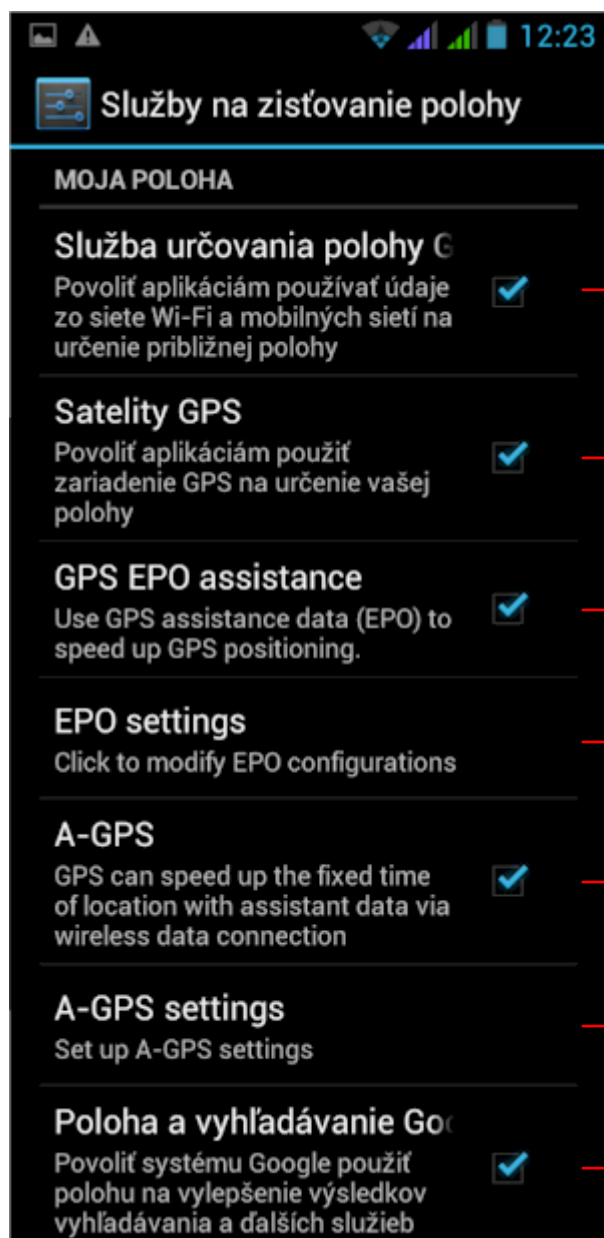 12:23
Služby na zisťovanie polohy
MOJA POLOHA
Služba určovania polohy G
Povoliť aplikáciám používať údaje
zo siete Wi-Fi a mobilných sietí na
určenie približnej polohy
Satelity GPS
Povoliť aplikáciám použiť
zariadenie GPS na určenie vašej
polohy
GPS EPO assistance
Use GPS assistance data (EPO) to
speed up GPS positioning.
EPO settings
Click to modify EPO configurations
A-GPS
GPS can speed up the fixed time
of location with assistant data via
wireless data connection
A-GPS settings
Set up A-GPS settings
Poloha a vyhľadávanie Goo
Povoliť systému Google použiť
polohu na vylepšenie výsledkov
vyhľadávania a ďalších služieb